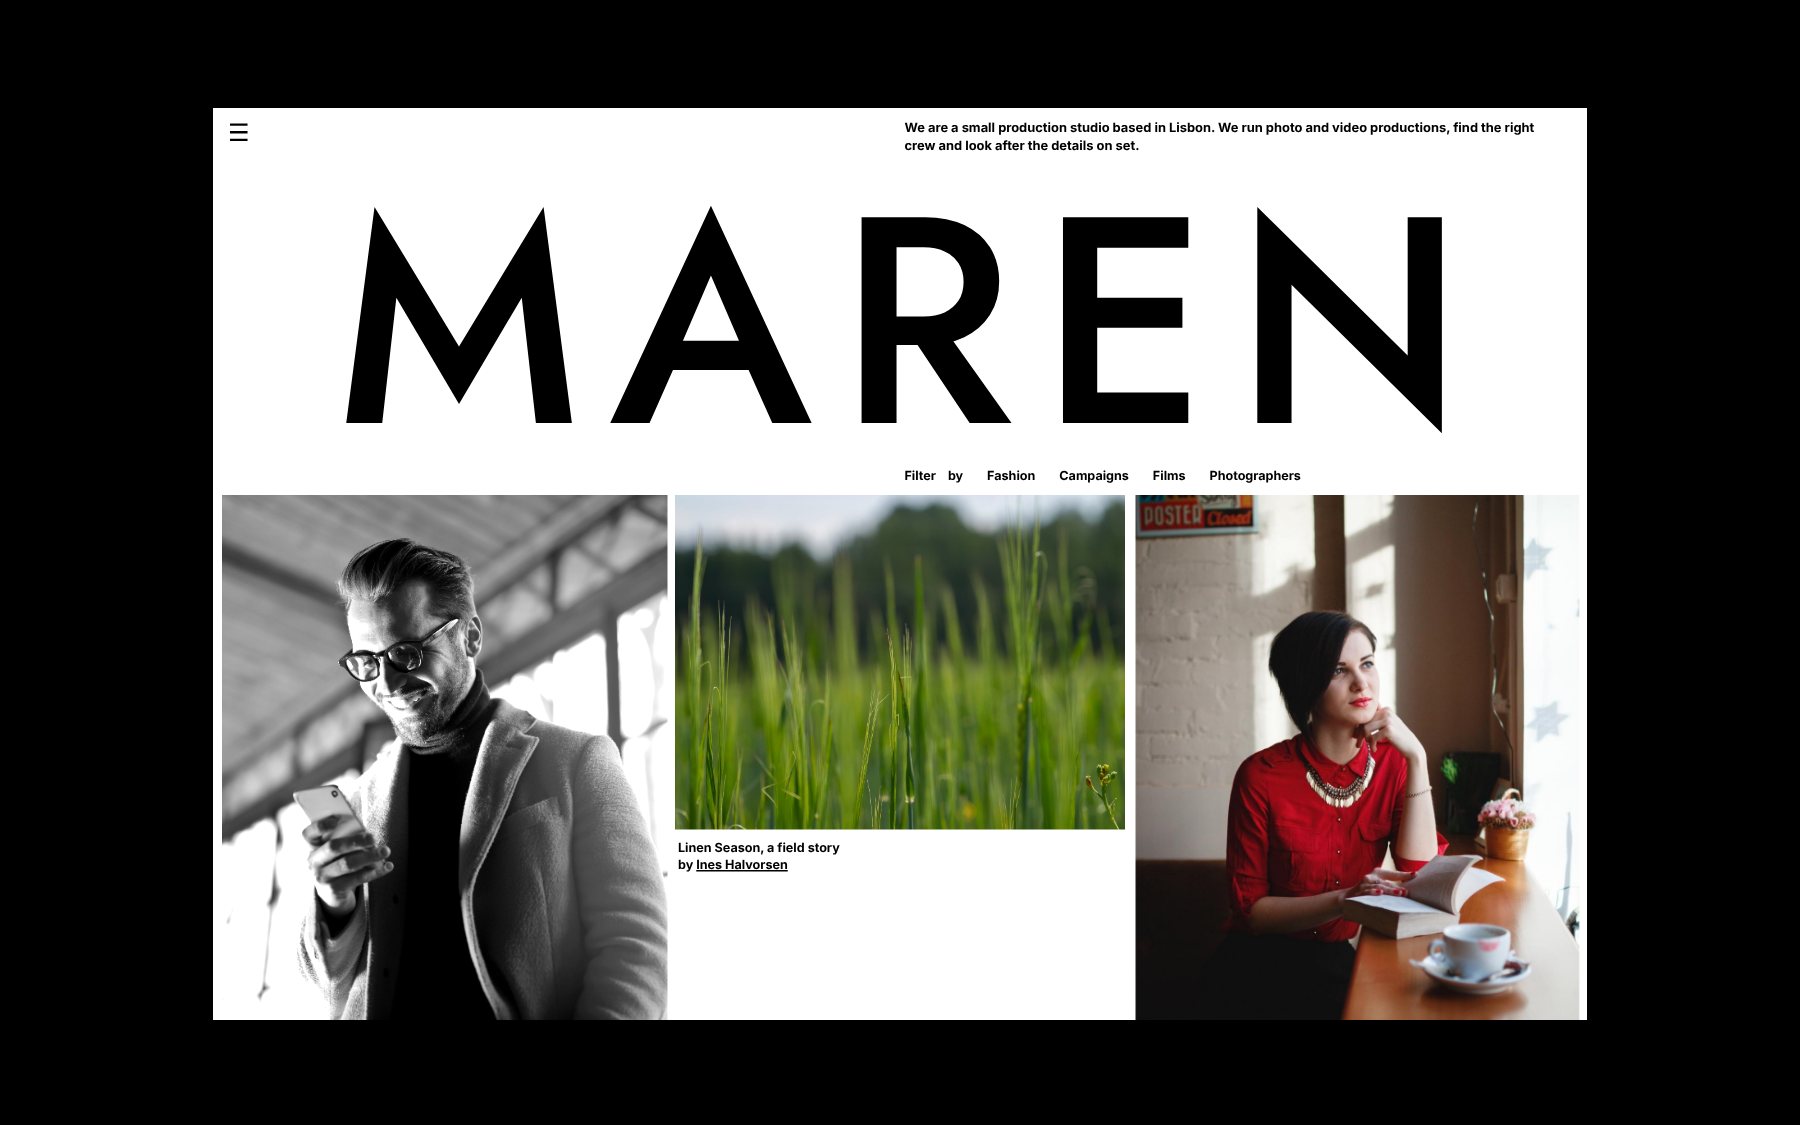 We are a small production studio based in Lisbon. We run photo and video productions, find the right
crew and look after the details on set.
MAREN
Filter by Fashion Campaigns Films Photographers
POSTER Closed
Linen Season, a field story
by Ines Halvorsen